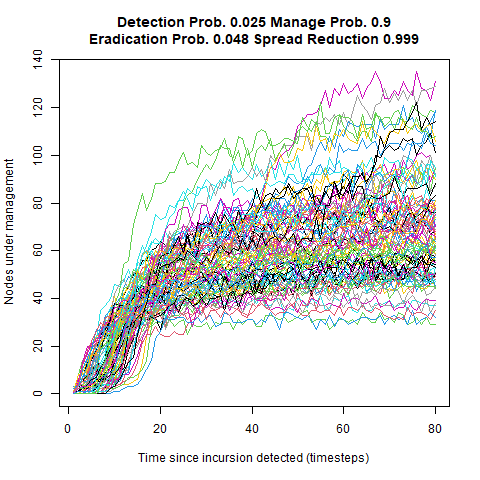 Detection Prob. 0.025 Manage Prob. 0.9
Eradication Prob. 0.048 Spread Reduction 0.999
Nodes under management
140
120
100
80
60
40
20
0
0 20 40 60 80
Time since incursion detected (timesteps)